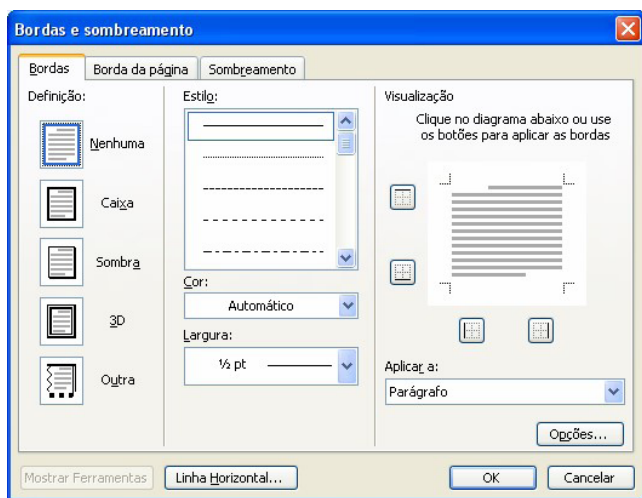 Bordas e sombreamento
Bordas
Borda da página
Sombreamento
Definição:
Nenhuma
Caixa
Sombra
3D
Outra
Estilo:
Cor:
Automático
Largura:
½ pt
Visualização
Clique no diagrama abaixo ou use
os botões para aplicar as bordas
Aplicar a:
Parágrafo
Opções...
Mostrar Ferramentas
Linha Horizontal...
OK
Cancelar